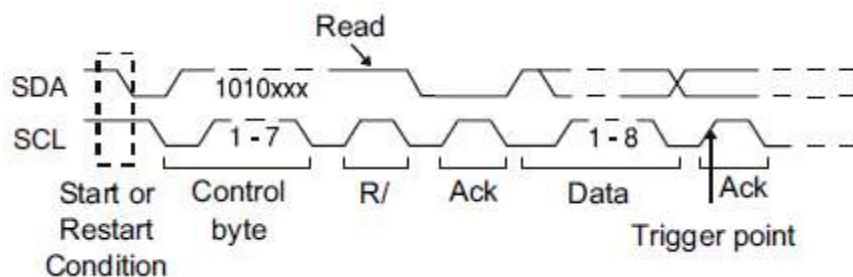 Read
SDA
1010xxx
SCL
1 - 7
1 - 8
Start or
Restart
Condition
Control
byte
R/
Ack
Data
Ack
Trigger point